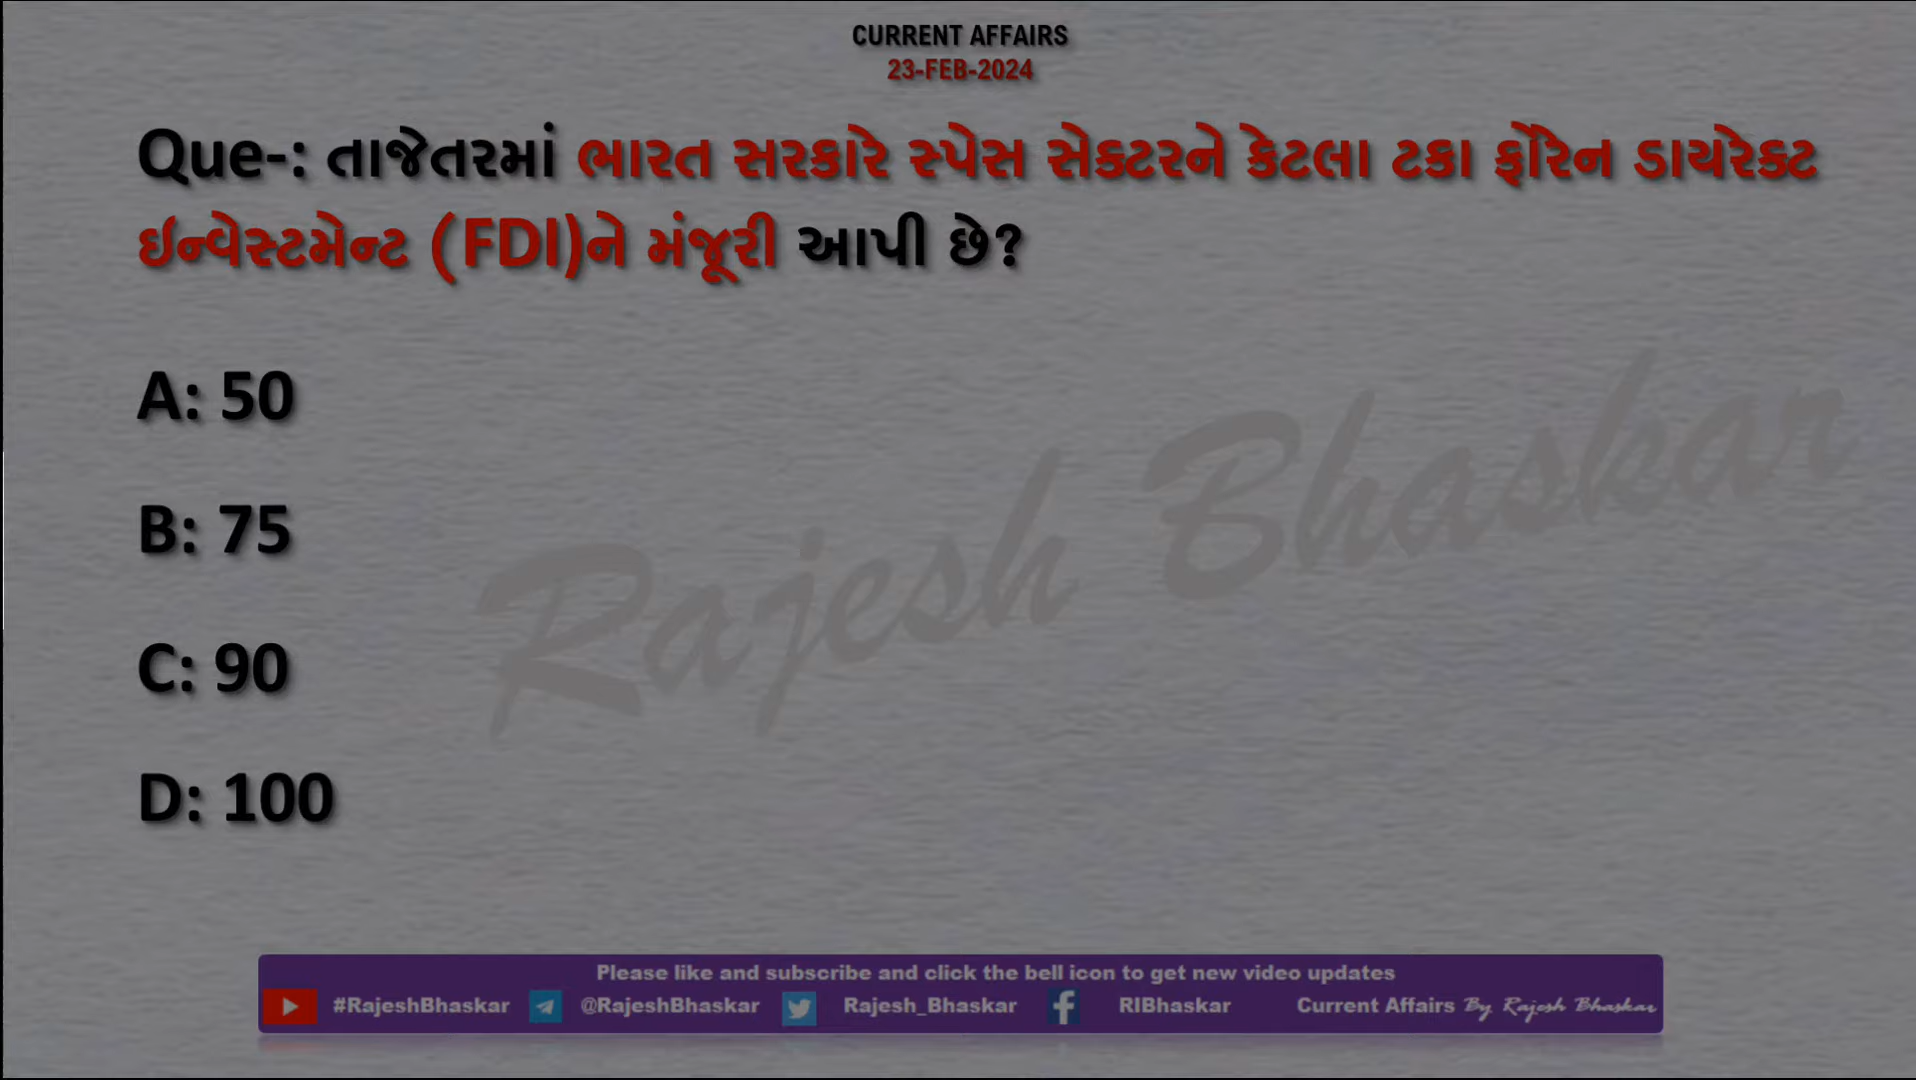 CURRENT AFFAIRS
23-FEB-2024
Que-: તાજેતરમાં ભારત સરકારે સ્પેસ સેક્ટરને કેટલા ટકા ફોરિન ડાયરેક્ટ
ઈન્વેસ્ટમેન્ટ (FDI)ને મંજૂરી આપી છે?
A: 50
B: 75
C: 90
D: 100
Rajesh Bhaskar
Please like and subscribe and click the bell icon to get new video updates
#RajeshBhaskar @RajeshBhaskar Rajesh_Bhaskar RIBhaskar Current Affairs By Rajesh Bhaskar